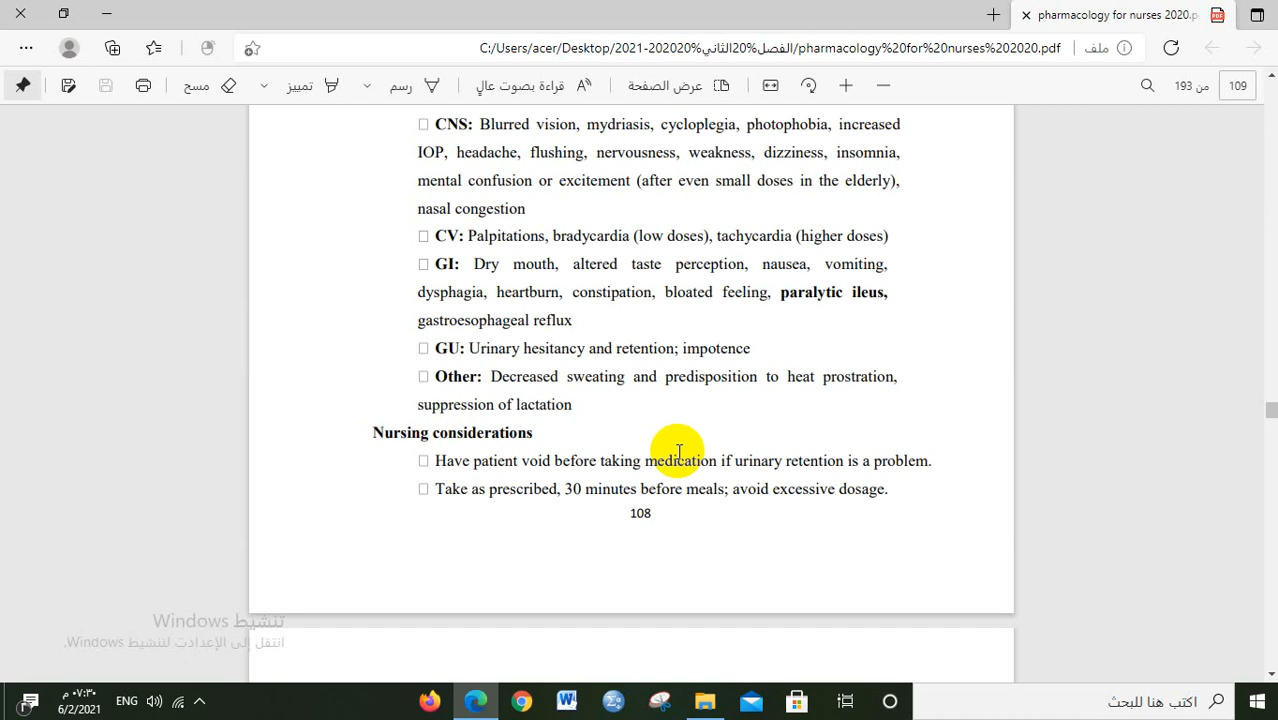 pharmacology for nurses 2020.p
ملف
C:/Users/acer/Desktop/2021-202020%الفصل%20الثاني/pharmacology%20for%20nurses%202020.pdf
109
من 193
عرض الصفحة
قراءة بصوت عالٍ
رسم
تمييز
مسح
CNS: Blurred vision, mydriasis, cycloplegia, photophobia, increased
IOP, headache, flushing, nervousness, weakness, dizziness, insomnia,
mental confusion or excitement (after even small doses in the elderly),
nasal congestion
CV: Palpitations, bradycardia (low doses), tachycardia (higher doses)
GI: Dry mouth, altered taste perception, nausea, vomiting,
dysphagia, heartburn, constipation, bloated feeling, paralytic ileus,
gastroesophageal reflux
GU: Urinary hesitancy and retention; impotence
Other: Decreased sweating and predisposition to heat prostration,
suppression of lactation
Nursing considerations
Have patient void before taking medication if urinary retention is a problem.
Take as prescribed, 30 minutes before meals; avoid excessive dosage.
108
تنشيط Windows
انتقل إلى الإعدادت لتنشيط Windows.
اكتب هنا للبحث
ENG
٠٧:٣٠ م
6/2/2021